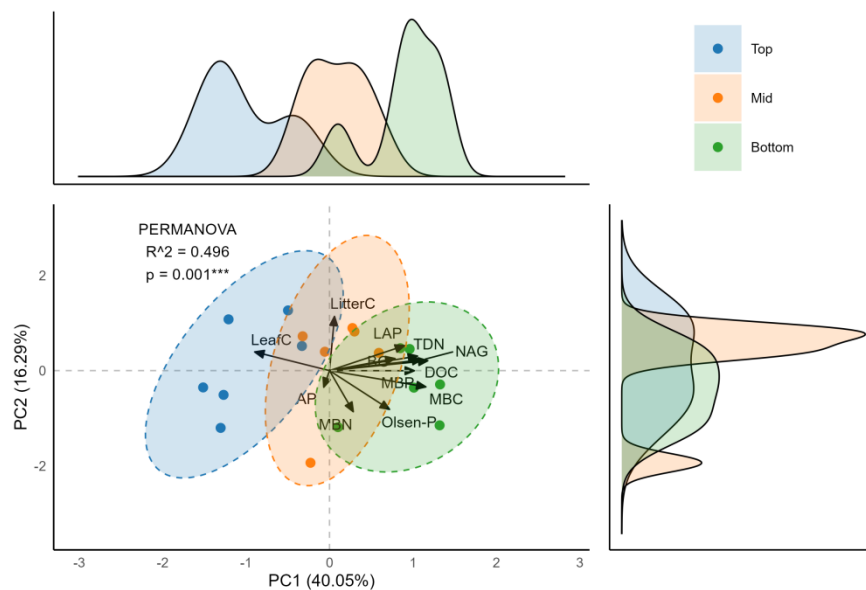 Top
Mid
Bottom
PERMANOVA
R^2 = 0.496
p = 0.001***
LitterC
LeafC
LAP
TDN
NAG
BG
DOC
MBP
MBC
AP
MBN
Olsen-P
2
0
-2
PC2 (16.29%)
-3
-2
-1
0
1
2
3
PC1 (40.05%)